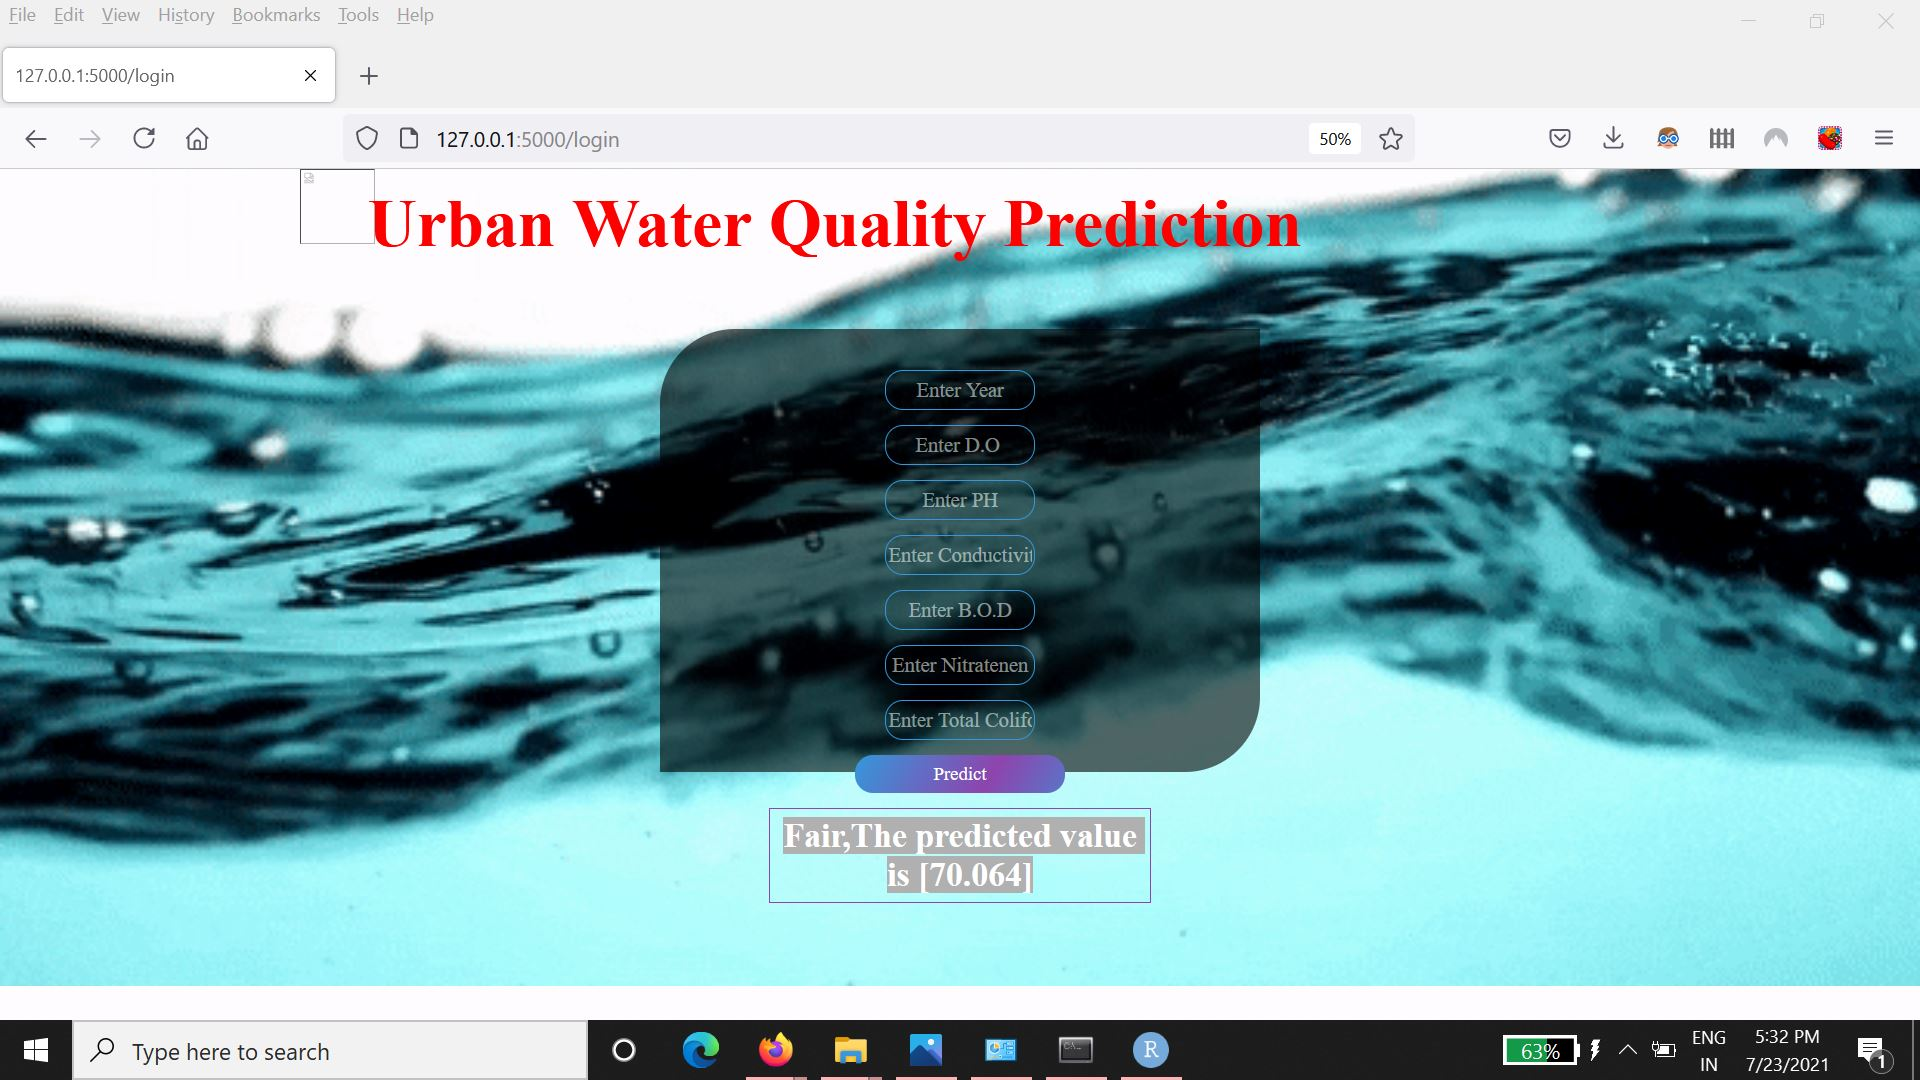 File Edit View History Bookmarks Tools Help
127.0.0.1:5000/login
127.0.0.1:5000/login 50%
Urban Water Quality Prediction
Enter Year
Enter D.O
Enter PH
Enter Conductivit
Enter B.O.D
Enter Nitratenen
Enter Total Colifo
Predict
Fair,The predicted value
is [70.064]
Type here to search
R
63%
ENG
IN
5:32 PM
7/23/2021
1